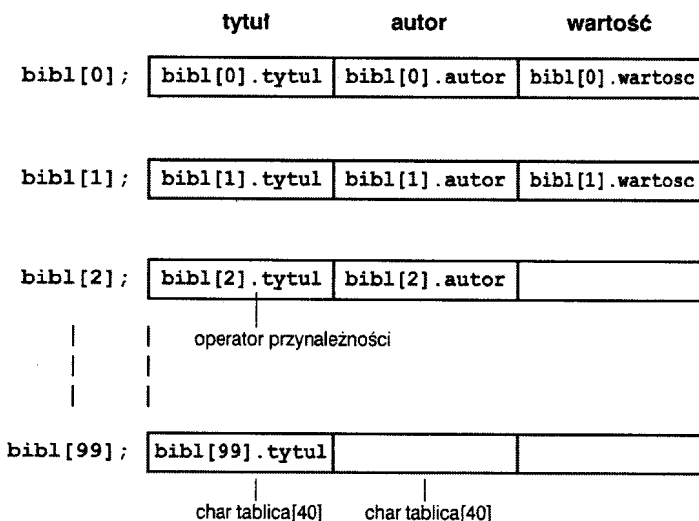 tytuł autor wartość
bibl[0]; bibl[0].tytul bibl[0].autor bibl[0].wartosc
bibl[1]; bibl[1].tytul bibl[1].autor bibl[1].wartosc
bibl[2]; bibl[2].tytul bibl[2].autor
operator przynależności
bibl[99]; bibl[99].tytul
char tablica[40] char tablica[40]